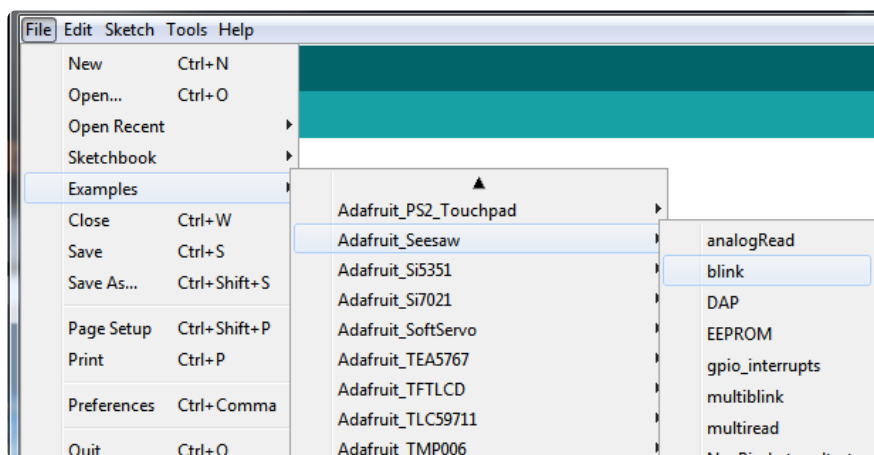 File Edit Sketch Tools Help
New Ctrl+N
Open... Ctrl+O
Open Recent
Sketchbook
Examples
Close Ctrl+W
Save Ctrl+S
Save As... Ctrl+Shift+S
Page Setup Ctrl+Shift+P
Print Ctrl+P
Preferences Ctrl+Comma
Quit Ctrl+Q
Adafruit_PS2_Touchpad
Adafruit_Seesaw
Adafruit_Si5351
Adafruit_Si7021
Adafruit_SoftServo
Adafruit_TEA5767
Adafruit_TFTLCD
Adafruit_TLC59711
Adafruit_TMP006
analogRead
blink
DAP
EEPROM
gpio_interrupts
multiblink
multiread